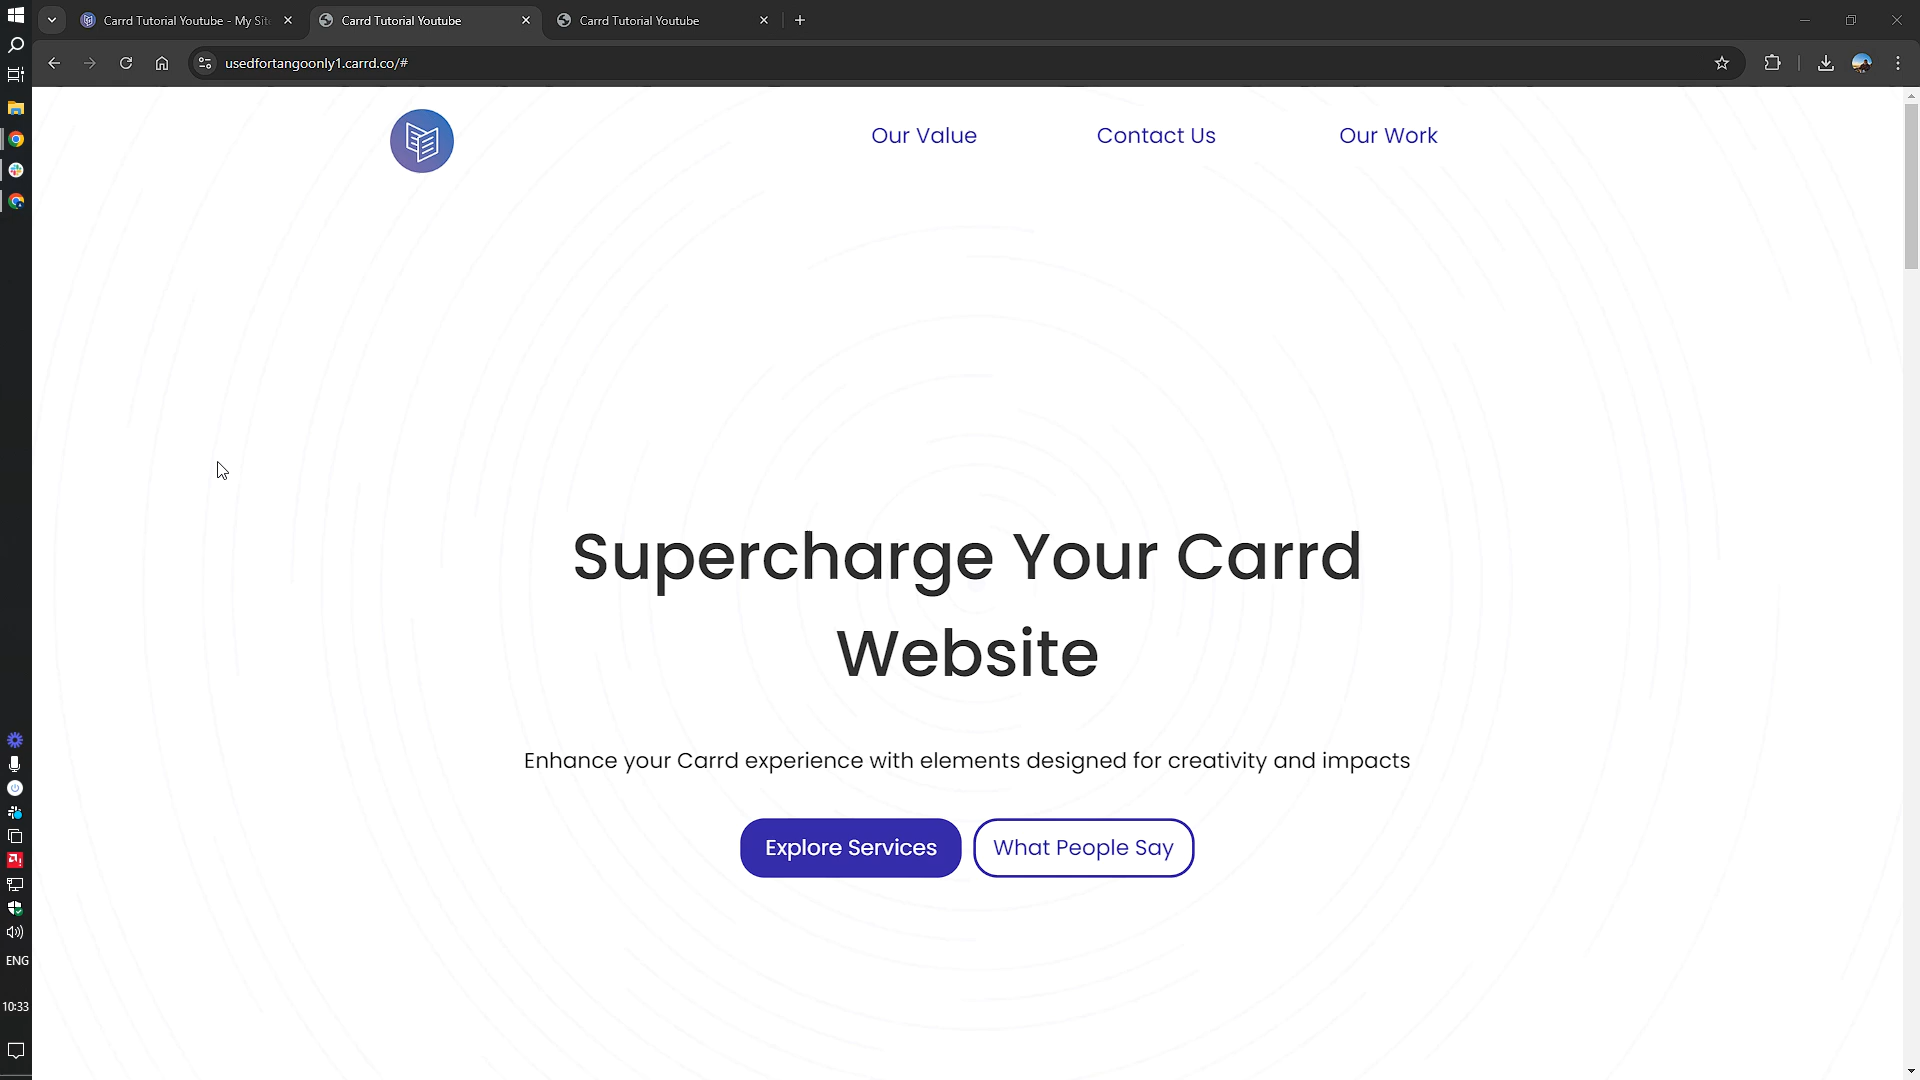 Carrd Tutorial Youtube - My Sit
Carrd Tutorial Youtube
Carrd Tutorial Youtube
usedfortangoonly1.carrd.co/#
Our Value
Contact Us
Our Work
Supercharge Your Carrd
Website
Enhance your Carrd experience with elements designed for creativity and impacts
Explore Services
What People Say
ENG
10:33